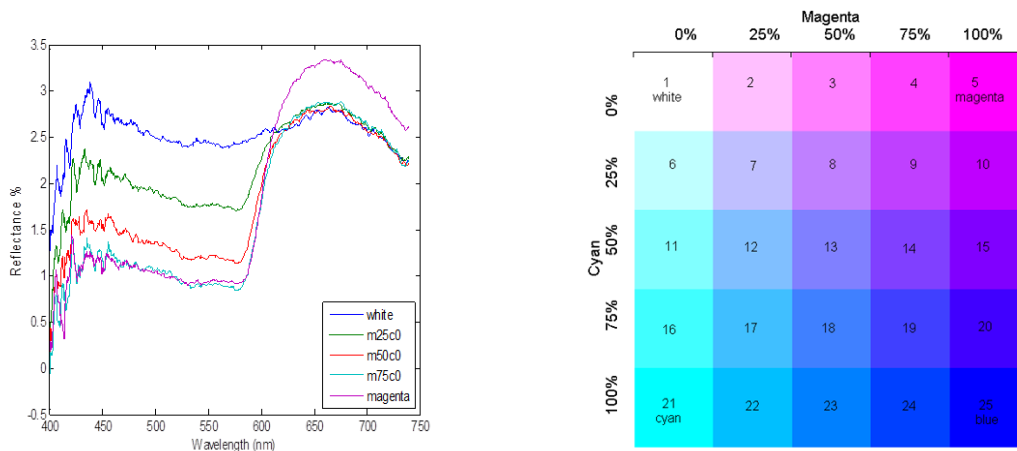 3.5
3
2.5
2
1.5
1
0.5
0
-0.5
Reflectance %
400 450 500 550 600 650 700 750
Wavelength (nm)
white
m25c0
m50c0
m75c0
magenta
Magenta
0% 25% 50% 75% 100%
Cyan
0%
1 2 3 4 5
white magenta
25%
6 7 8 9 10
50%
11 12 13 14 15
75%
16 17 18 19 20
100%
21 22 23 24 25
cyan blue